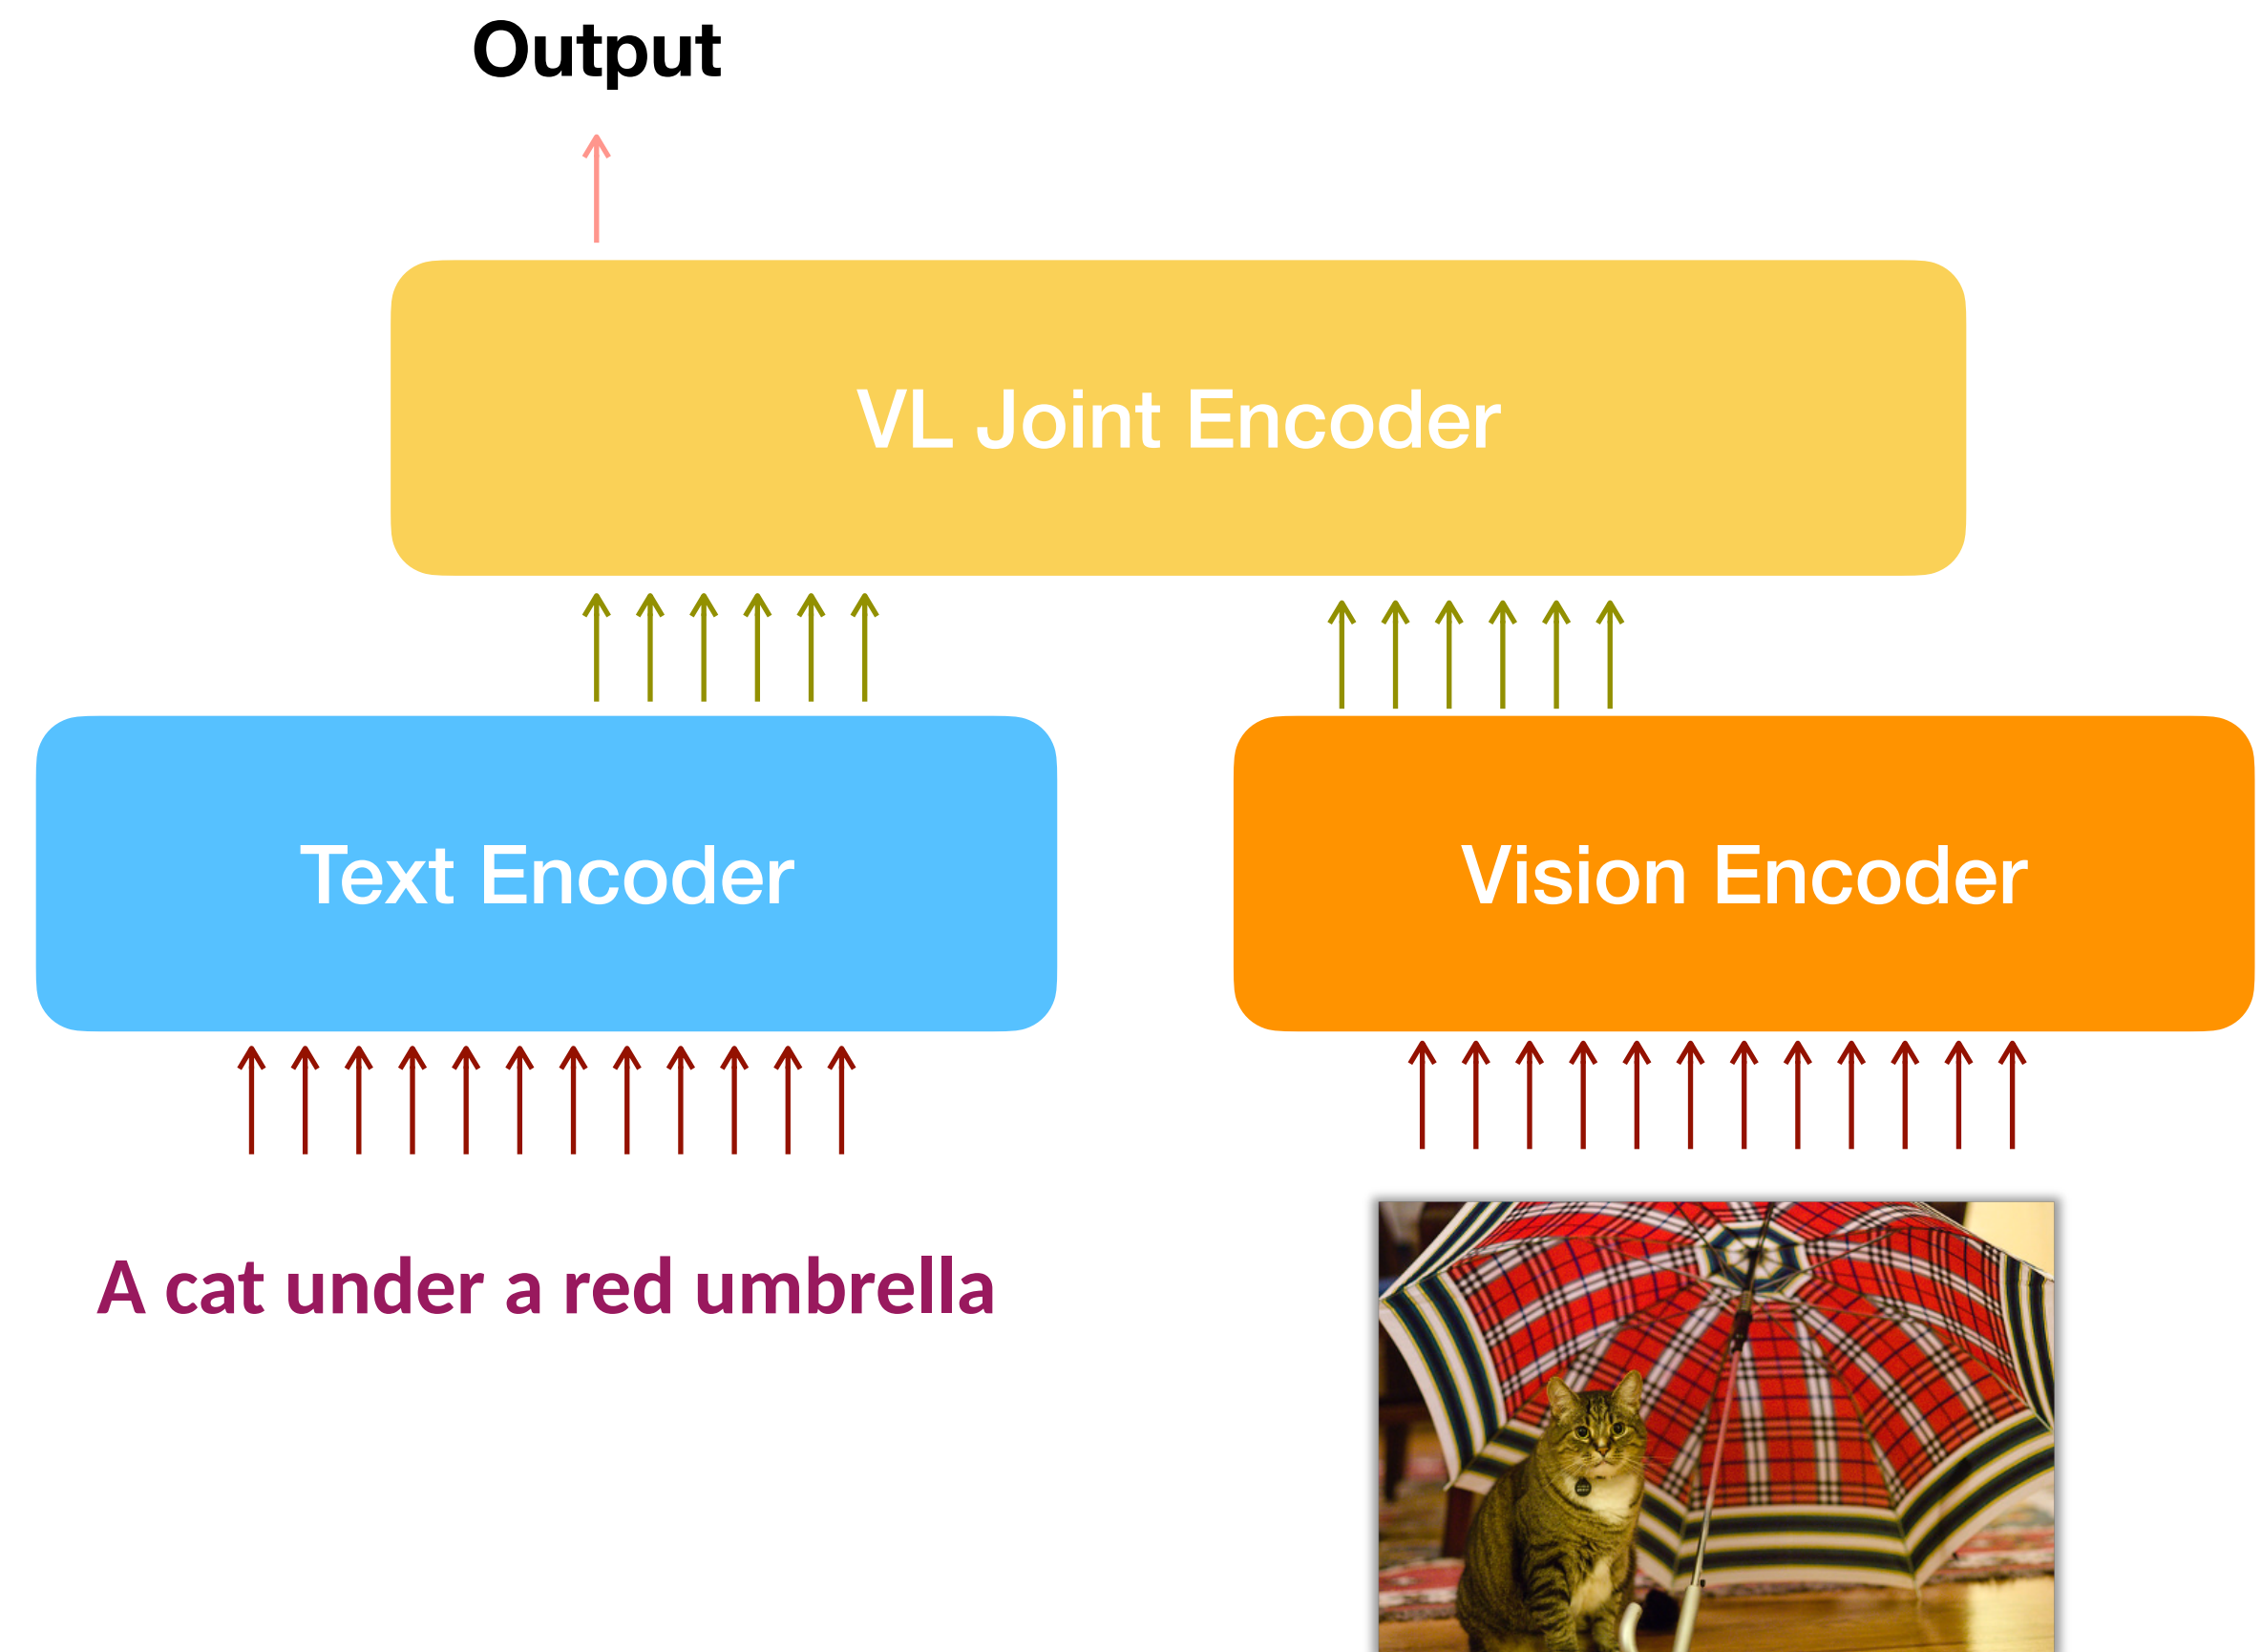 Output
VL Joint Encoder
Text Encoder
Vision Encoder
A cat under a red umbrella